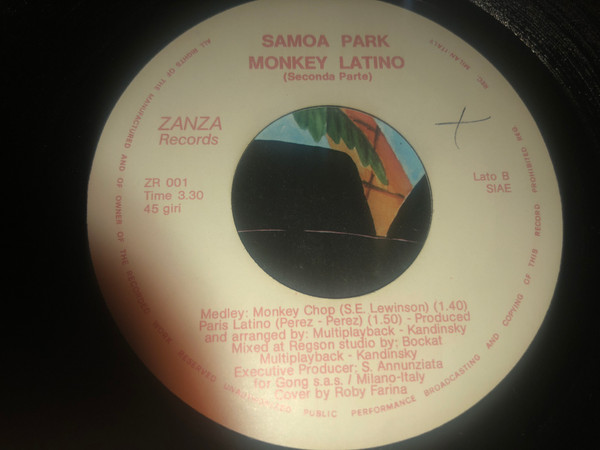 SAMOA PARK
MONKEY LATINO
(Seconda Parte)
ZANZA
Records
ZR 001
Time 3.30
45 giri
Lato B
SIAE
Medley: Monkey Chop (S.E. Lewinson) (1.40)
Paris Latino (Perez - Perez) (1.50) - Produced
and arranged by: Multiplayback - Kandinsky
Mixed at Regson studio by: Bockat
Multiplayback - Kandinsky
Executive Producer: S. Annunziata
for Gong s.a.s. / Milano-Italy
Cover by Roby Farina
ALL RIGHTS OF THE MANUFACTURER AND OF OWNER OF THE RECORDED WORK RESERVED UNAUTHORIZED PUBLIC PERFORMANCE BROADCASTING AND COPYING OF THIS RECORD PROHIBITED
MILAN ITALY